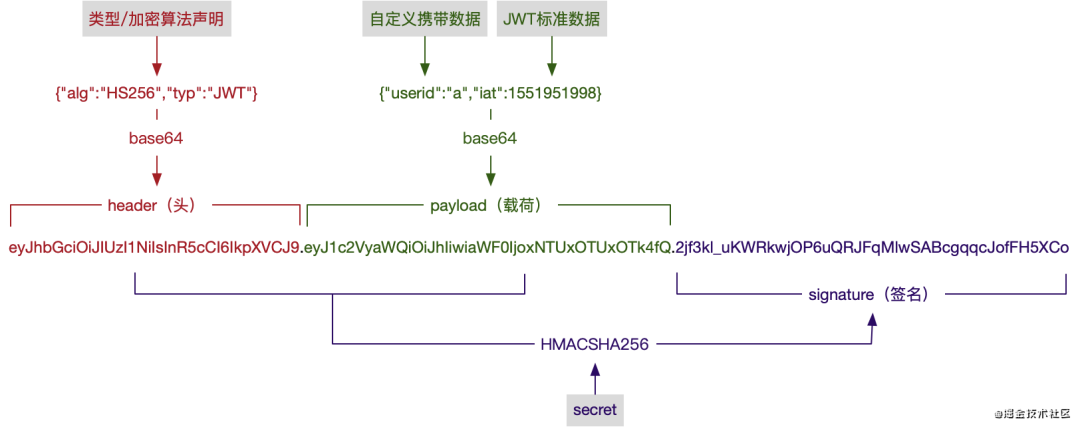 类型/加密算法声明
自定义携带数据
JWT标准数据
{"alg":"HS256","typ":"JWT"}
{"userid":"a","iat":1551951998}
base64
base64
header（头）
payload（载荷）
eyJhbGciOiJIUzI1NiIsInR5cCI6IkpXVCJ9.eyJ1c2VyaWQiOiJhIiwiaWF0IjoxNTUxOTUxOTk4fQ.2jf3kl_uKWRkwjOP6uQRJFqMlwSABcgqqcJofFH5XCo
signature（签名）
HMACSHA256
secret
@掘金技术社区